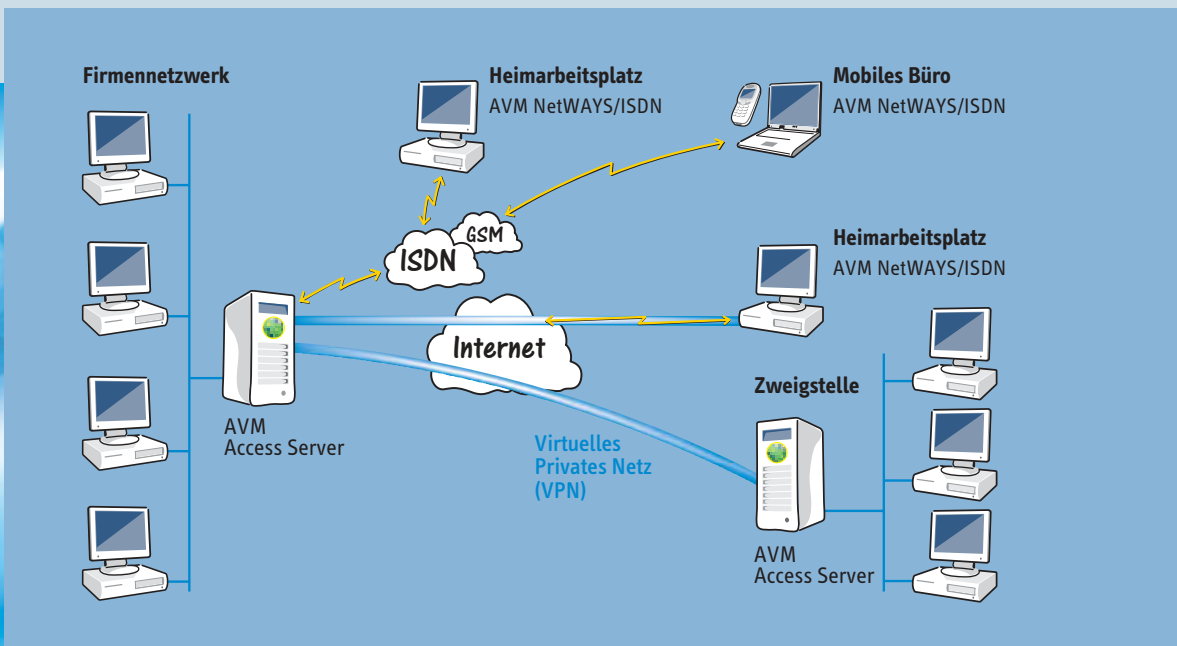 Firmennetzwerk
Heimarbeitsplatz
AVM NetWAYS/ISDN
Mobiles Büro
AVM NetWAYS/ISDN
GSM
ISDN
Heimarbeitsplatz
AVM NetWAYS/ISDN
Internet
Zweigstelle
AVM
Access Server
Virtuelles
Privates Netz
(VPN)
AVM
Access Server